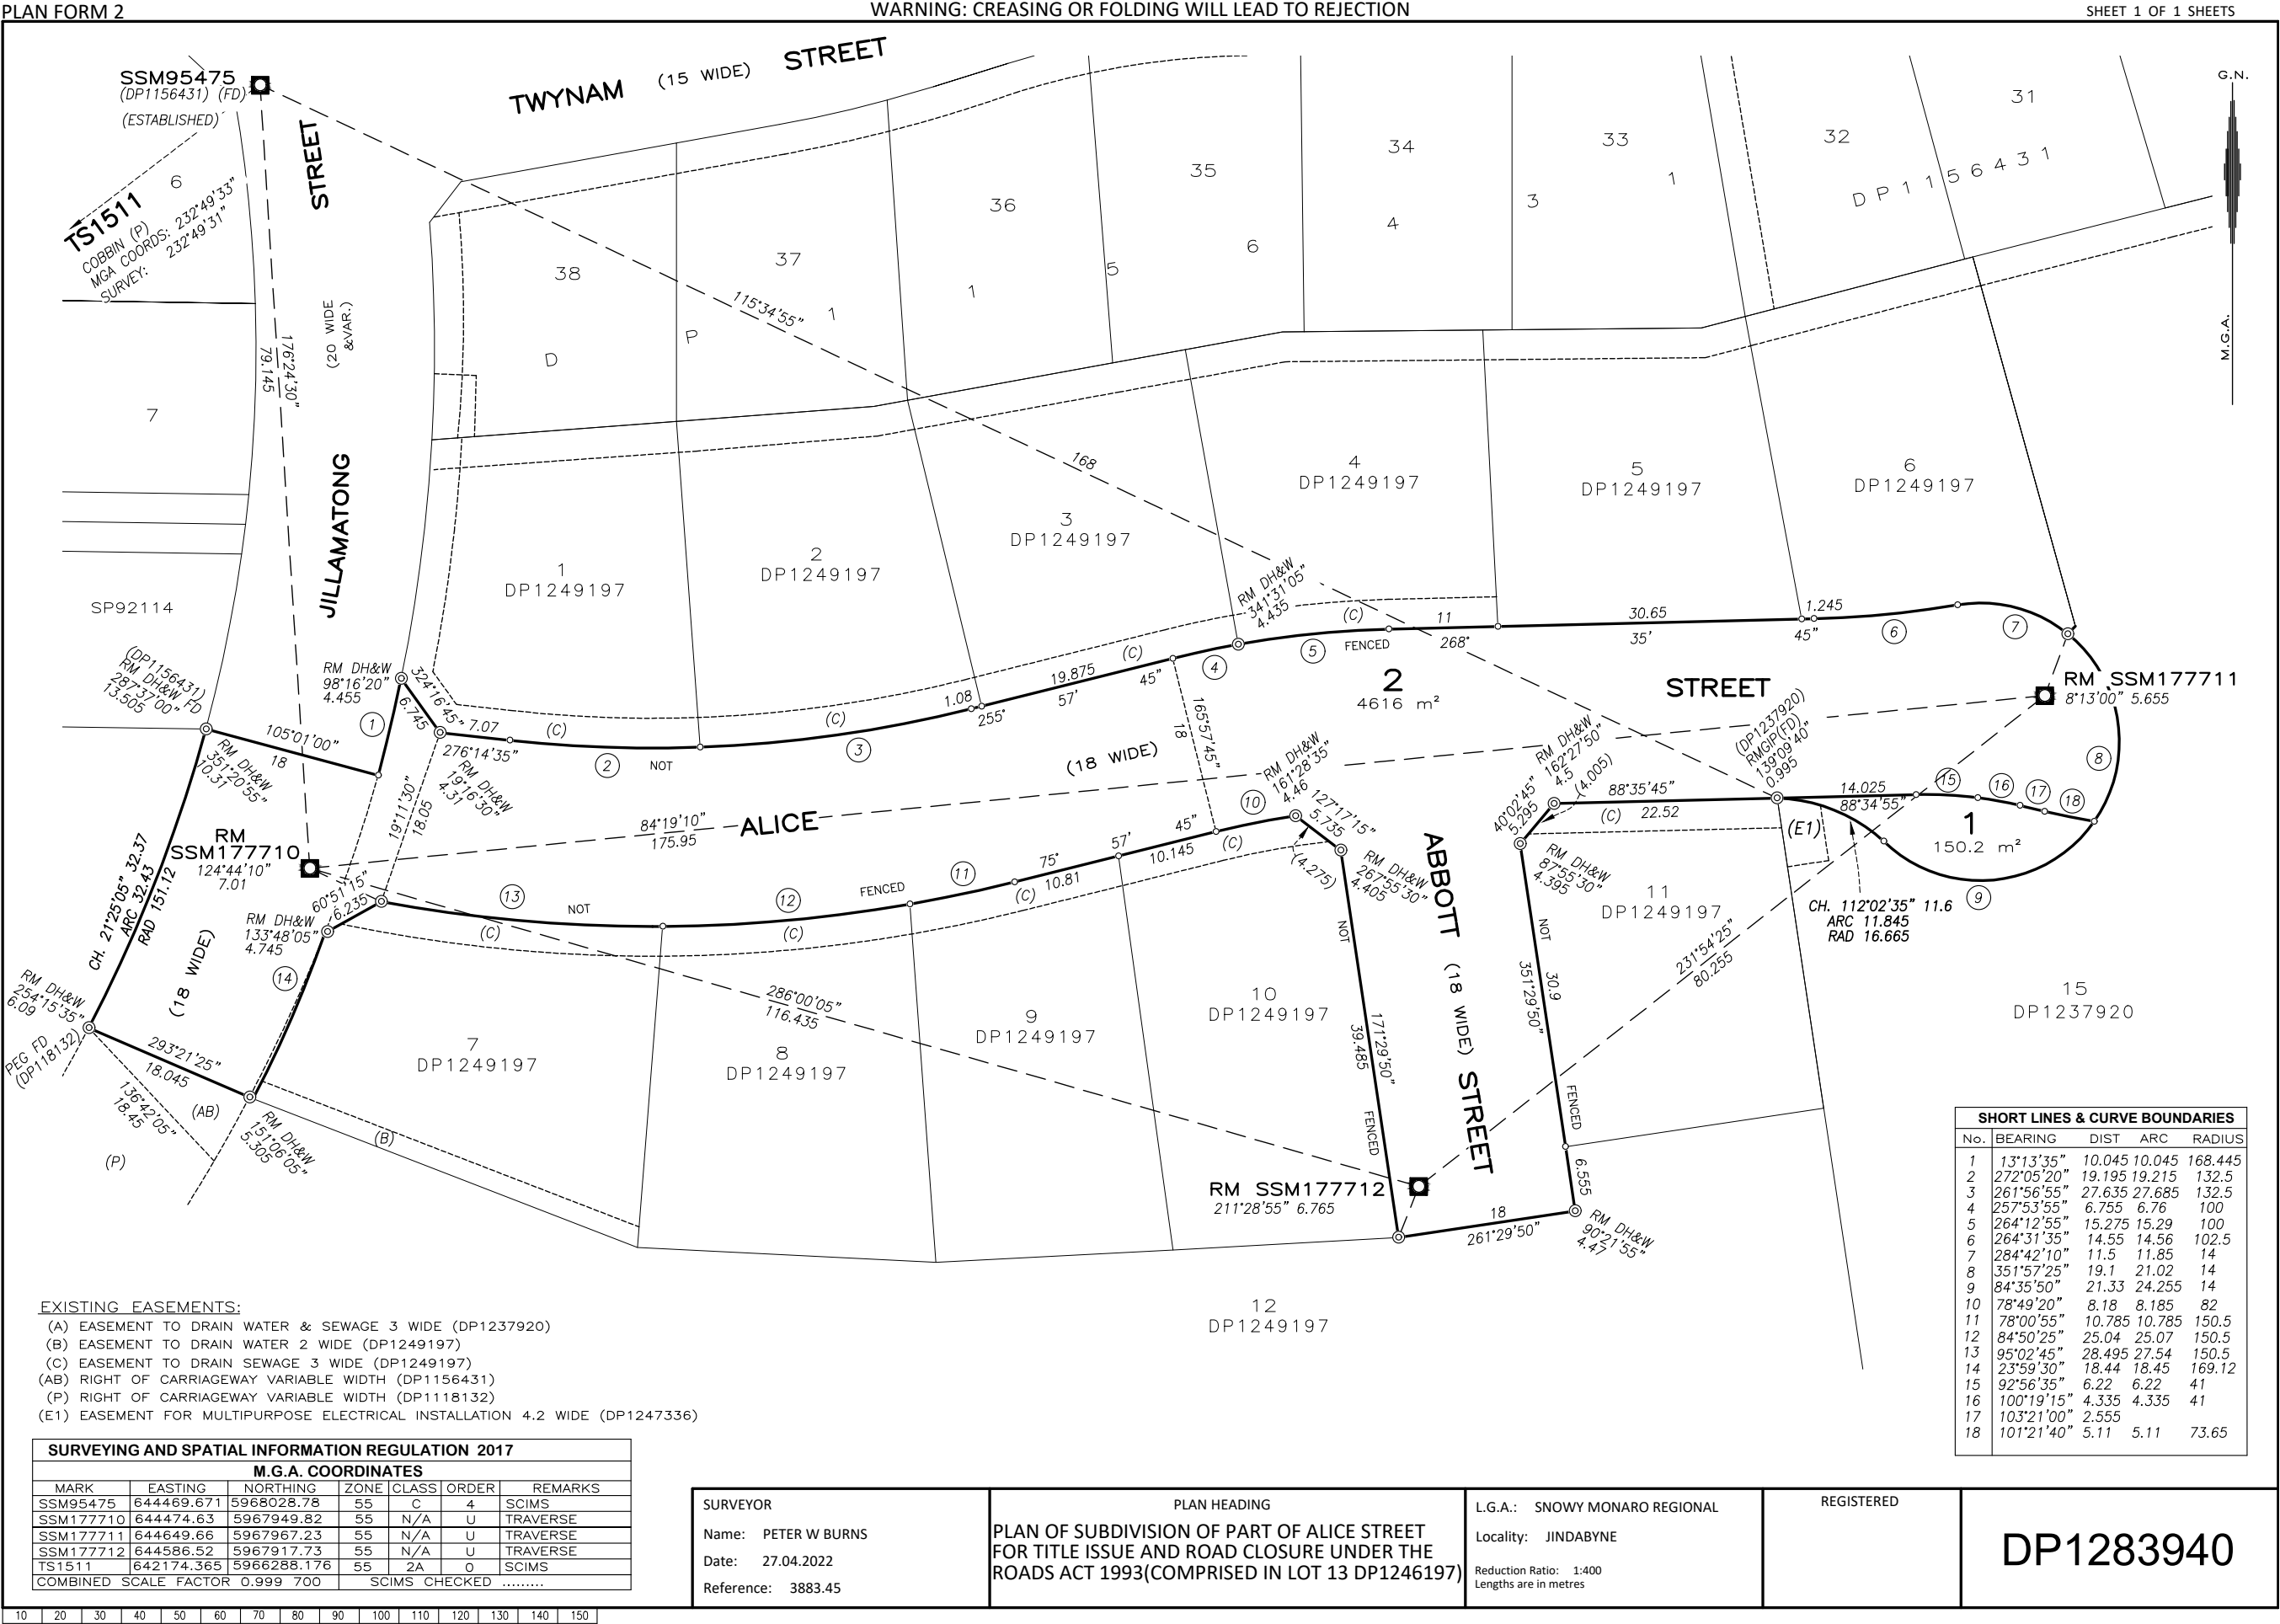 PLAN FORM 2
WARNING: CREASING OR FOLDING WILL LEAD TO REJECTION
SHEET 1 OF 1 SHEETS
SSM95475
(DP1156431) (FD)
(ESTABLISHED)
TWYNAM (15 WIDE) STREET
G.N.
M.G.A.
TS1511
COBBIN (P)
MGA COORDS: 232°49'33"
SURVEY: 232°49'31"
6
7
SP92114
JILLAMATONG STREET
(20 WIDE
&VAR.)
176°24'30"
79.145
38
37
36
35
34
33
32
31
D P 1 1 5 6 4 3 1
D P 1 1 5 6 4 3 1
115°34'55"
168
1
DP1249197
2
DP1249197
3
DP1249197
4
DP1249197
5
DP1249197
6
DP1249197
(DP1156431)
RM DH&W FD
287°37'00"
13.505
RM DH&W
98°16'20"
4.455
324°16'45"
6.745
7.07
276°14'35"
(C)
2
NOT
(C)
3
1.08
255°
19.875
57'
(C)
45"
4
RM DH&W
341°31'05"
4.435
5
(C)
FENCED
11
268°
30.65
35'
1.245
45"
6
7
RM SSM177711
8°13'00" 5.655
8
1
105°01'00"
18
RM DH&W
351°20'55"
10.31
RM DH&W
19°16'30"
4.31
19°11'30"
18.05
2
4616 m²
ALICE STREET
(18 WIDE)
165°57'45"
18
84°19'10"
175.95
RM
SSM177710
124°44'10"
7.01
60°51'15"
6.235
RM DH&W
133°48'05"
4.745
CH. 21°25'05" 32.37
ARC 32.43
RAD 151.12
(18 WIDE)
14
13
NOT
(C)
12
(C)
FENCED
11
75°
10.81
(C)
57'
10.145
45"
(C)
10
RM DH&W
161°28'35"
4.46
127°17'15"
5.735
(4.275)
RM DH&W
267°55'30"
4.405
RM DH&W
162°27'50"
4.5
(4.005)
40°02'45"
5.295
RM DH&W
87°55'30"
4.395
88°35'45"
(C) 22.52
(DP1237920)
RMGIP(FD)
139°09'40"
0.995
14.025
88°34'55"
15
16
17
18
(E1)
1
150.2 m²
9
CH. 112°02'35" 11.6
ARC 11.845
RAD 16.665
ABBOTT (18 WIDE) STREET
NOT
FENCED
171°29'50"
39.485
NOT
FENCED
351°29'50"
30.9
6.555
231°54'25"
80.255
286°00'05"
116.435
RM DH&W
254°15'35"
6.09
PEG FD
(DP118132)
293°21'25"
18.045
136°42'05"
18.45
(AB)
(P)
RM DH&W
151°06'05"
5.305
(B)
7
DP1249197
8
DP1249197
9
DP1249197
10
DP1249197
11
DP1249197
12
DP1249197
15
DP1237920
RM SSM177712
211°28'55" 6.765
18
261°29'50"
RM DH&W
90°21'55"
4.47
SHORT LINES & CURVE BOUNDARIES
No. BEARING DIST ARC RADIUS
1 13°13'35" 10.045 10.045 168.445
2 272°05'20" 19.195 19.215 132.5
3 261°56'55" 27.635 27.685 132.5
4 257°53'55" 6.755 6.76 100
5 264°12'55" 15.275 15.29 100
6 264°31'35" 14.55 14.56 102.5
7 284°42'10" 11.5 11.85 14
8 351°57'25" 19.1 21.02 14
9 84°35'50" 21.33 24.255 14
10 78°49'20" 8.18 8.185 82
11 78°00'55" 10.785 10.785 150.5
12 84°50'25" 25.04 25.07 150.5
13 95°02'45" 28.495 27.54 150.5
14 23°59'30" 18.44 18.45 169.12
15 92°56'35" 6.22 6.22 41
16 100°19'15" 4.335 4.335 41
17 103°21'00" 2.555
18 101°21'40" 5.11 5.11 73.65
EXISTING EASEMENTS:
(A) EASEMENT TO DRAIN WATER & SEWAGE 3 WIDE (DP1237920)
(B) EASEMENT TO DRAIN WATER 2 WIDE (DP1249197)
(C) EASEMENT TO DRAIN SEWAGE 3 WIDE (DP1249197)
(AB) RIGHT OF CARRIAGEWAY VARIABLE WIDTH (DP1156431)
(P) RIGHT OF CARRIAGEWAY VARIABLE WIDTH (DP1118132)
(E1) EASEMENT FOR MULTIPURPOSE ELECTRICAL INSTALLATION 4.2 WIDE (DP1247336)
SURVEYING AND SPATIAL INFORMATION REGULATION 2017
M.G.A. COORDINATES
MARK EASTING NORTHING ZONE CLASS ORDER REMARKS
SSM95475 644469.671 5968028.78 55 C 4 SCIMS
SSM177710 644474.63 5967949.82 55 N/A U TRAVERSE
SSM177711 644649.66 5967967.23 55 N/A U TRAVERSE
SSM177712 644586.52 5967917.73 55 N/A U TRAVERSE
TS1511 642174.365 5966288.176 55 2A 0 SCIMS
COMBINED SCALE FACTOR 0.999 700 SCIMS CHECKED .........
SURVEYOR
Name: PETER W BURNS
Date: 27.04.2022
Reference: 3883.45
PLAN HEADING
PLAN OF SUBDIVISION OF PART OF ALICE STREET
FOR TITLE ISSUE AND ROAD CLOSURE UNDER THE
ROADS ACT 1993(COMPRISED IN LOT 13 DP1246197)
L.G.A.: SNOWY MONARO REGIONAL
Locality: JINDABYNE
Reduction Ratio: 1:400
Lengths are in metres
REGISTERED
DP1283940
10 20 30 40 50 60 70 80 90 100 110 120 130 140 150